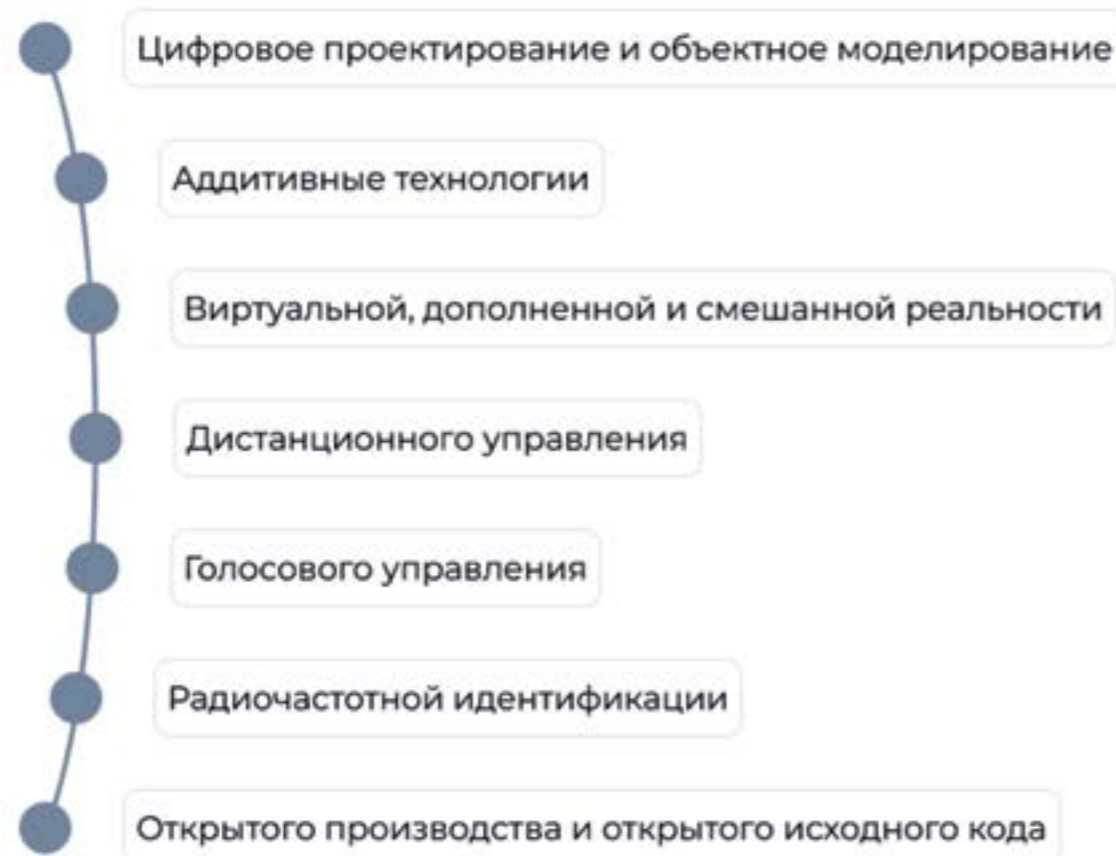 Цифровое проектирование и объектное моделирование
Аддитивные технологии
Виртуальной, дополненной и смешанной реальности
Дистанционного управления
Голосового управления
Радиочастотной идентификации
Открытого производства и открытого исходного кода